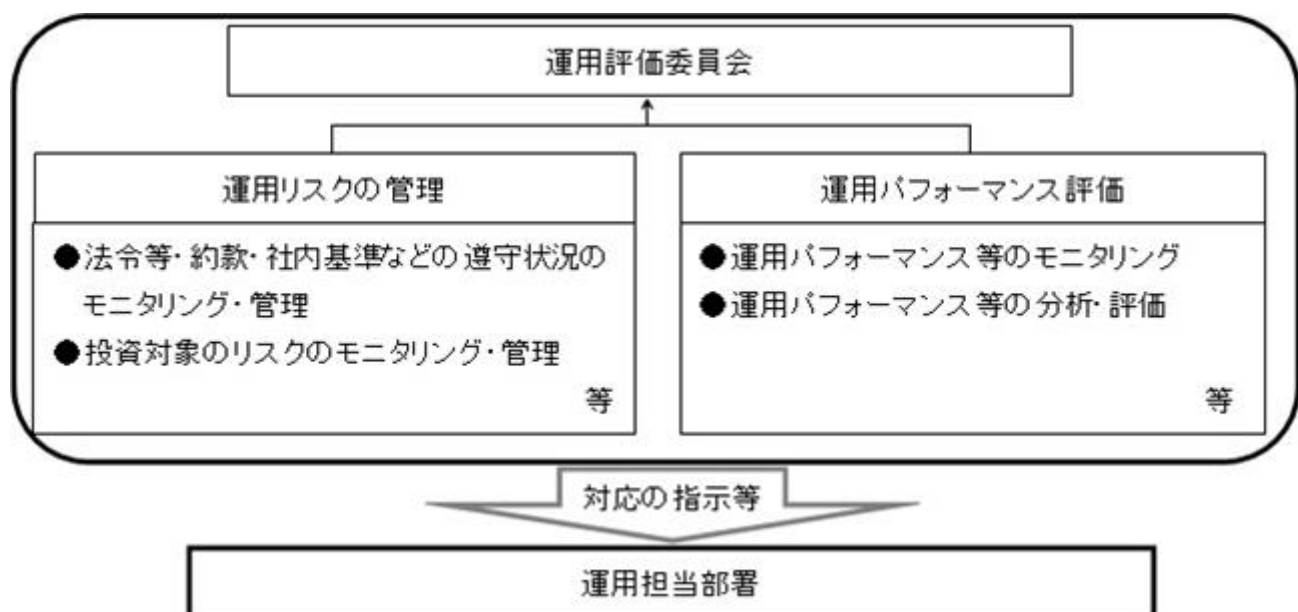 運用評価委員会
運用リスクの管理
●法令等・約款・社内基準などの遵守状況の
モニタリング・管理
●投資対象のリスクのモニタリング・管理
等
運用パフォーマンス評価
●運用パフォーマンス等のモニタリング
●運用パフォーマンス等の分析・評価
等
対応の指示等
運用担当部署